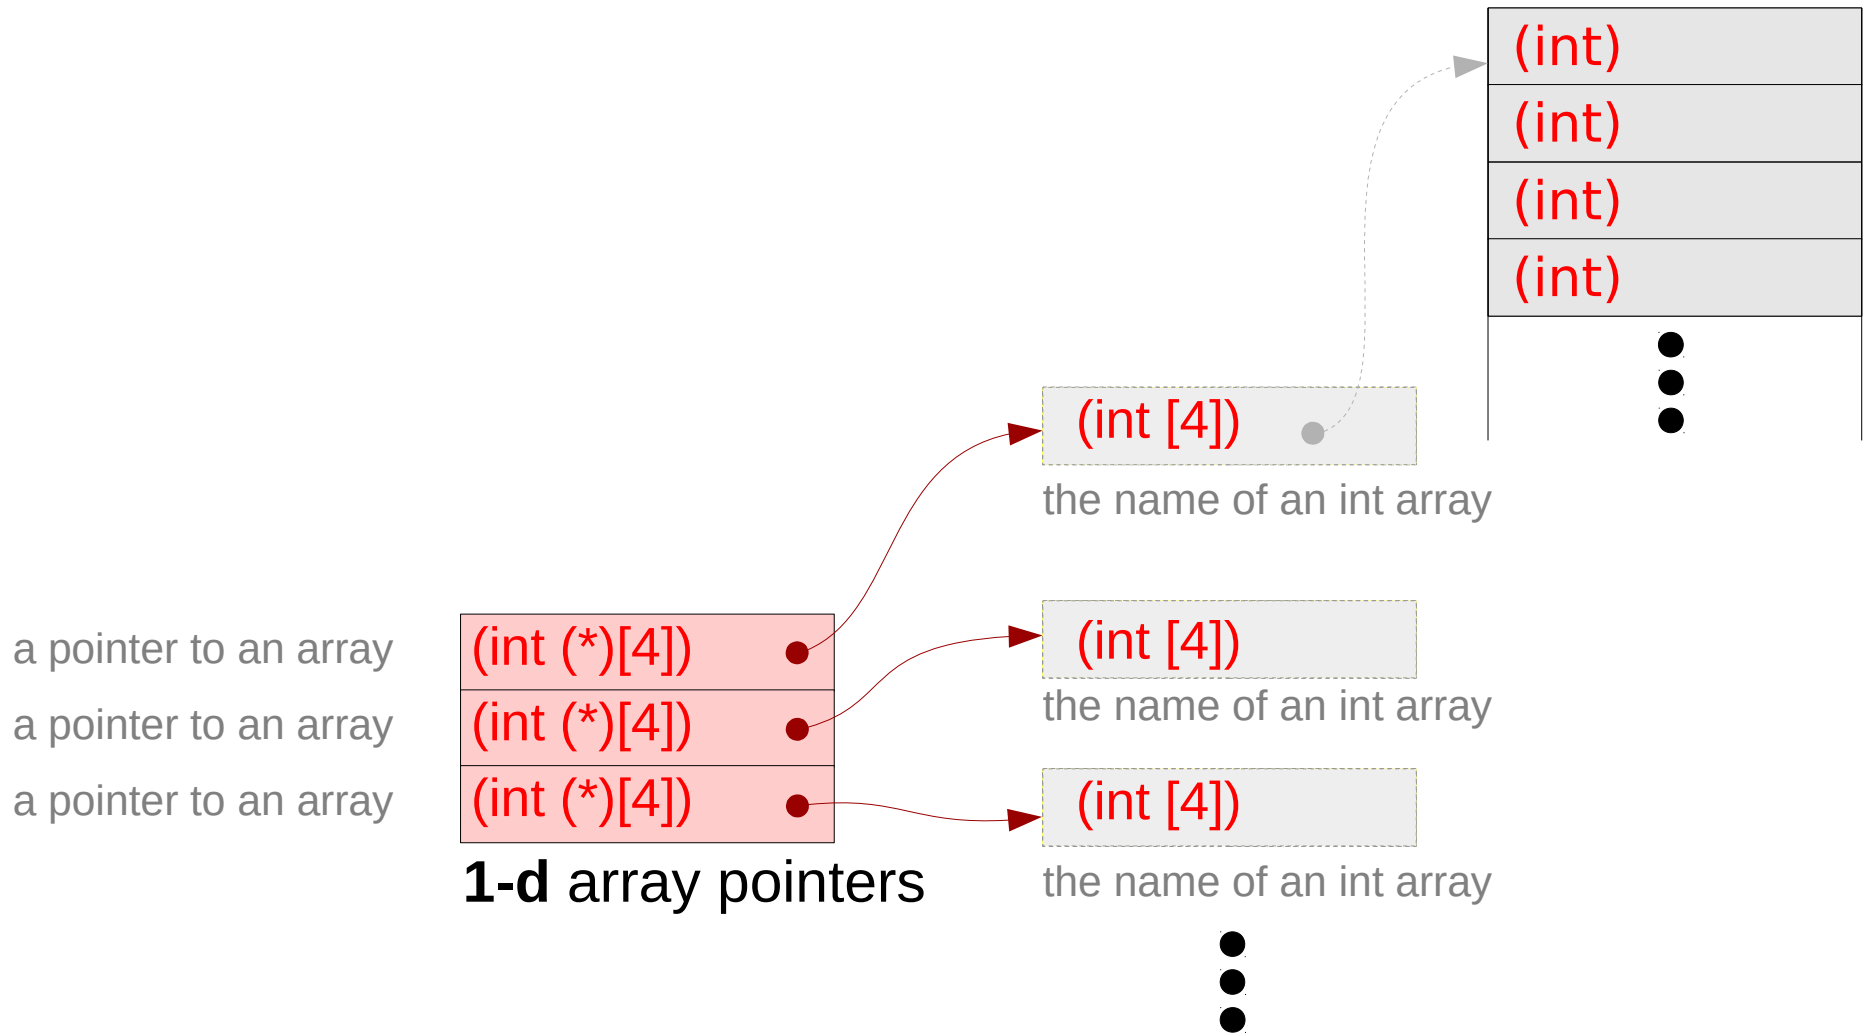 (int)
(int)
(int)
(int)
(int [4])
the name of an int array
a pointer to an array (int (*)[4]) (int [4])
a pointer to an array (int (*)[4]) the name of an int array
a pointer to an array (int (*)[4]) (int [4])
1-d array pointers the name of an int array